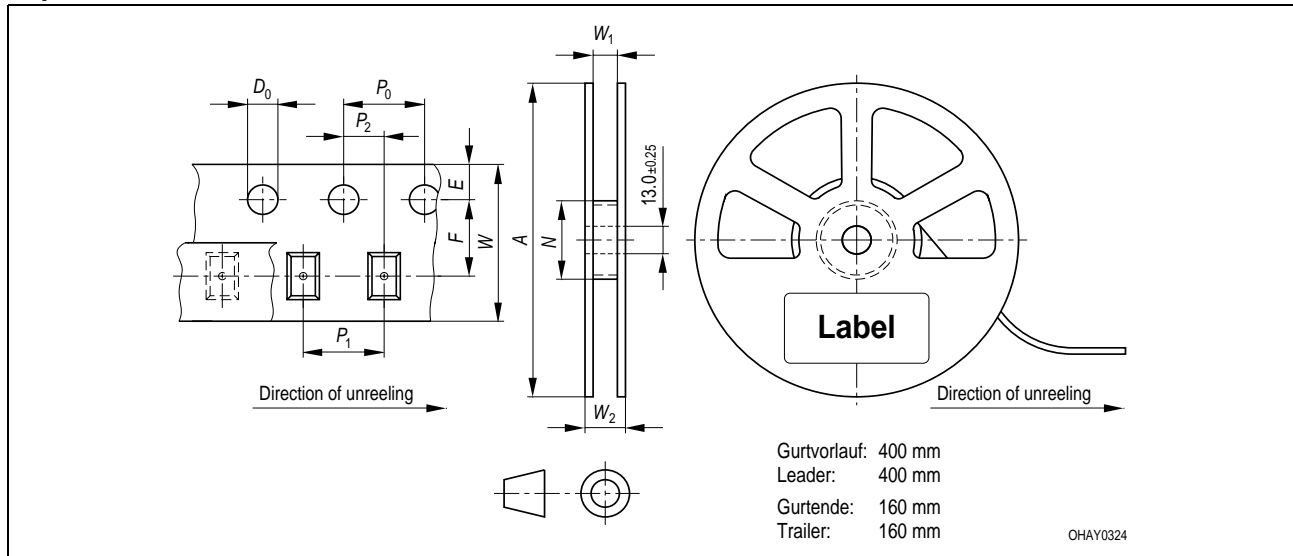 W1
D0
P0
P2
E
F
W
A
N
13.0±0.25
Label
P1
Direction of unreeling
W2
Direction of unreeling
Gurtvorlauf: 400 mm
Leader: 400 mm
Gurtende: 160 mm
Trailer: 160 mm
OHAY0324